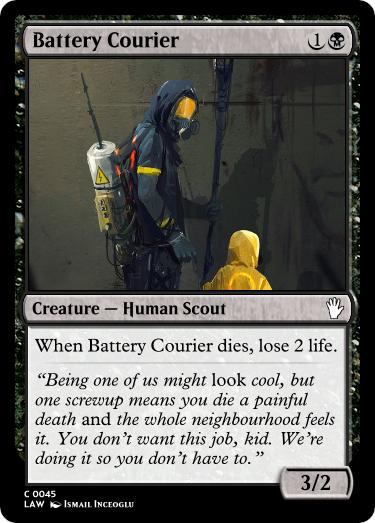 Battery Courier 1
Creature — Human Scout
When Battery Courier dies, lose 2 life.
“Being one of us might look cool, but
one screwup means you die a painful
death and the whole neighbourhood feels
it. You don’t want this job, kid. We’re
doing it so you don’t have to.”
3/2
C 0045
LAW Ismail Inceoglu